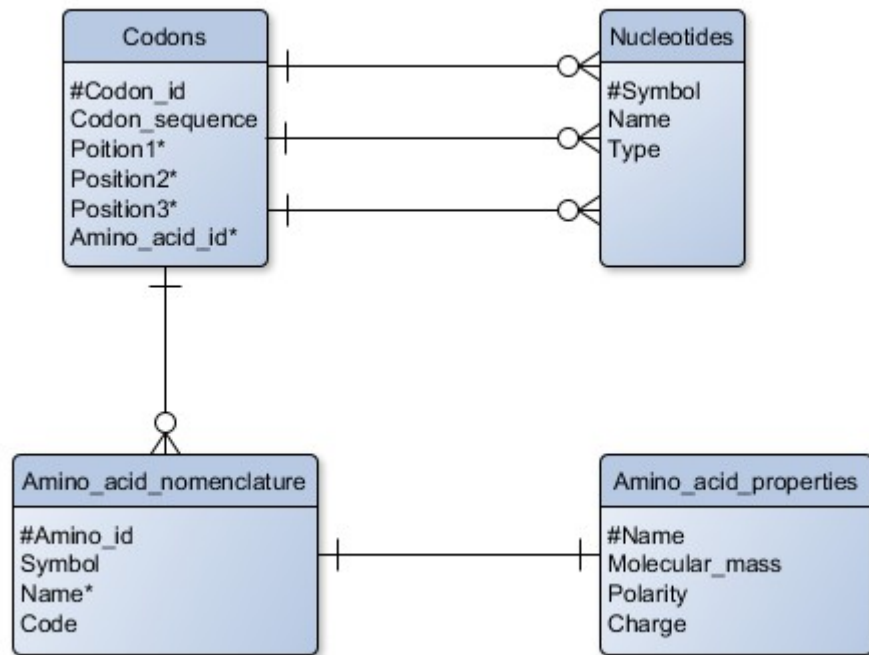 Codons
#Codon_id
Codon_sequence
Poition1*
Position2*
Position3*
Amino_acid_id*
Nucleotides
#Symbol
Name
Type
Amino_acid_nomenclature
#Amino_id
Symbol
Name*
Code
Amino_acid_properties
#Name
Molecular_mass
Polarity
Charge